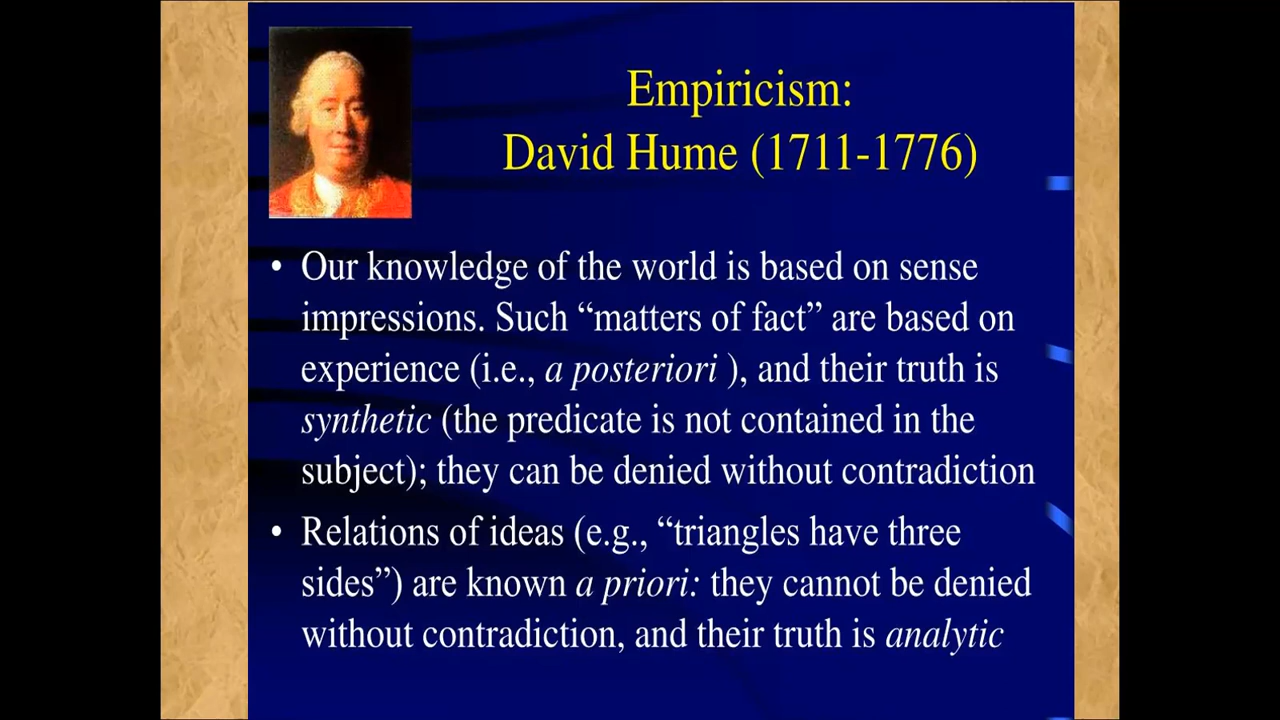 Empiricism:
David Hume (1711-1776)
• Our knowledge of the world is based on sense
impressions. Such “matters of fact” are based on
experience (i.e., a posteriori ), and their truth is
synthetic (the predicate is not contained in the
subject); they can be denied without contradiction
• Relations of ideas (e.g., “triangles have three
sides”) are known a priori: they cannot be denied
without contradiction, and their truth is analytic